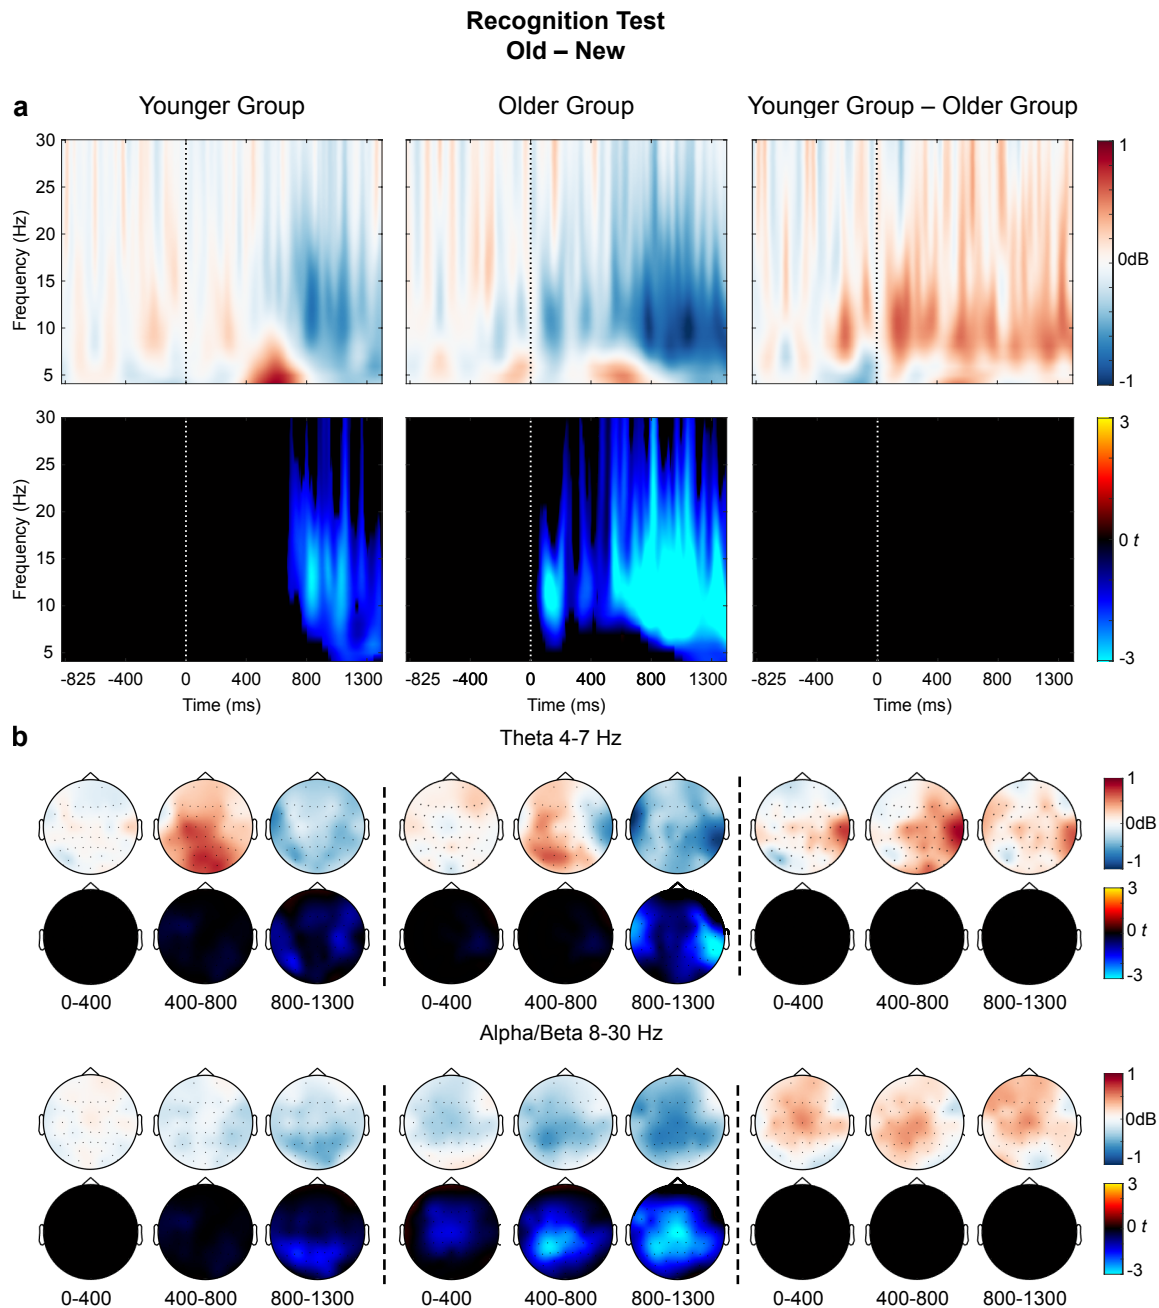 Recognition Test
Old – New
a
Younger Group
Older Group
Younger Group – Older Group
30
25
20
15
10
5
Frequency (Hz)
1
0dB
-1
30
25
20
15
10
5
Frequency (Hz)
3
0 t
-3
-825 -400 0 400 800 1300
-825 -400 0 400 800 1300
-825 -400 0 400 800 1300
Time (ms)
Time (ms)
Time (ms)
b
Theta 4-7 Hz
1
0dB
-1
3
0 t
-3
0-400 400-800 800-1300
0-400 400-800 800-1300
0-400 400-800 800-1300
Alpha/Beta 8-30 Hz
1
0dB
-1
3
0 t
-3
0-400 400-800 800-1300
0-400 400-800 800-1300
0-400 400-800 800-1300